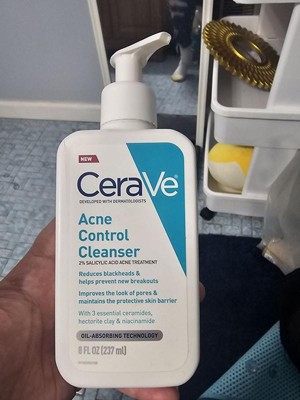 NEW
CeraVe
DEVELOPED WITH DERMATOLOGISTS
Acne
Control
Cleanser
2% SALICYLIC ACID ACNE TREATMENT
Reduces blackheads &
helps prevent new breakouts
Improves the look of pores &
maintains the protective skin barrier
With 3 essential ceramides,
hectorite clay & niacinamide
OIL-ABSORBING TECHNOLOGY
8 FL OZ (237 ml)